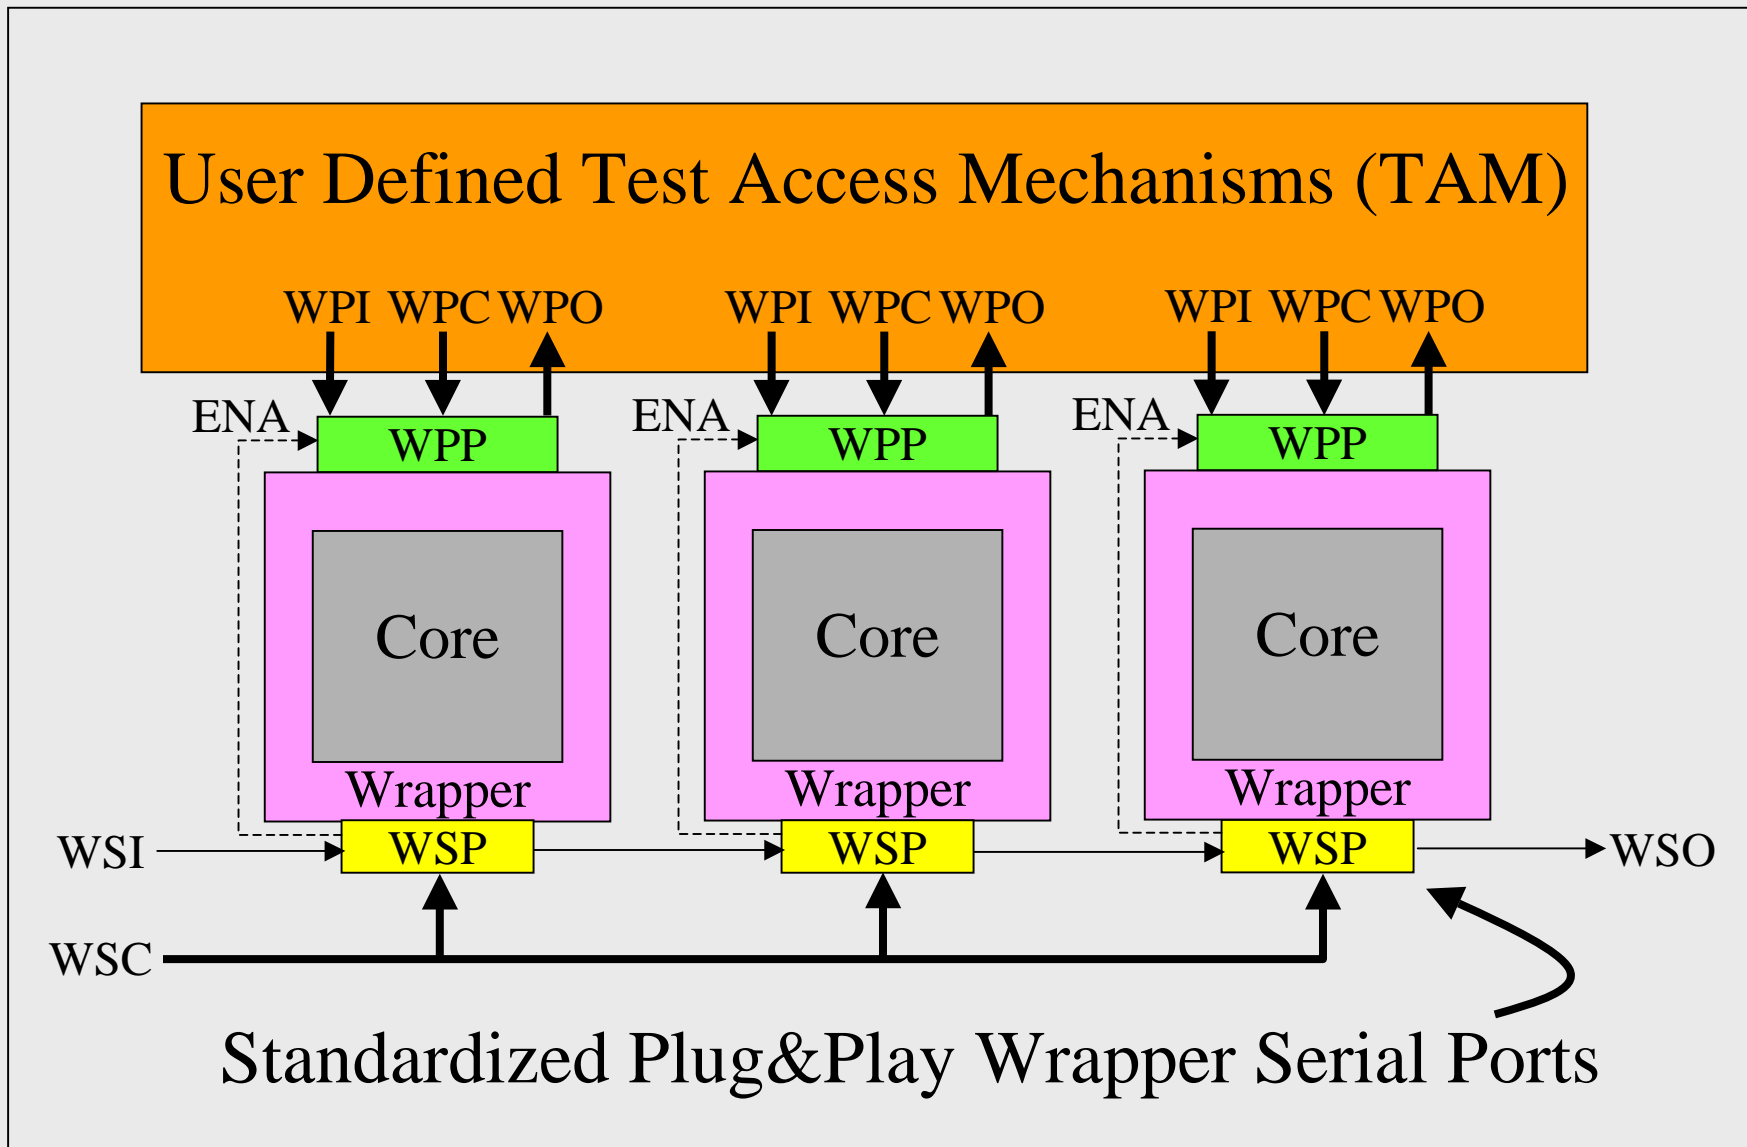 User Defined Test Access Mechanisms (TAM)
WPI WPC WPO WPI WPC WPO WPI WPC WPO
ENA ENA ENA
WPP WPP WPP
Core Core Core
Wrapper Wrapper Wrapper
WSI WSP WSP WSP WSO
WSC
Standardized Plug&Play Wrapper Serial Ports